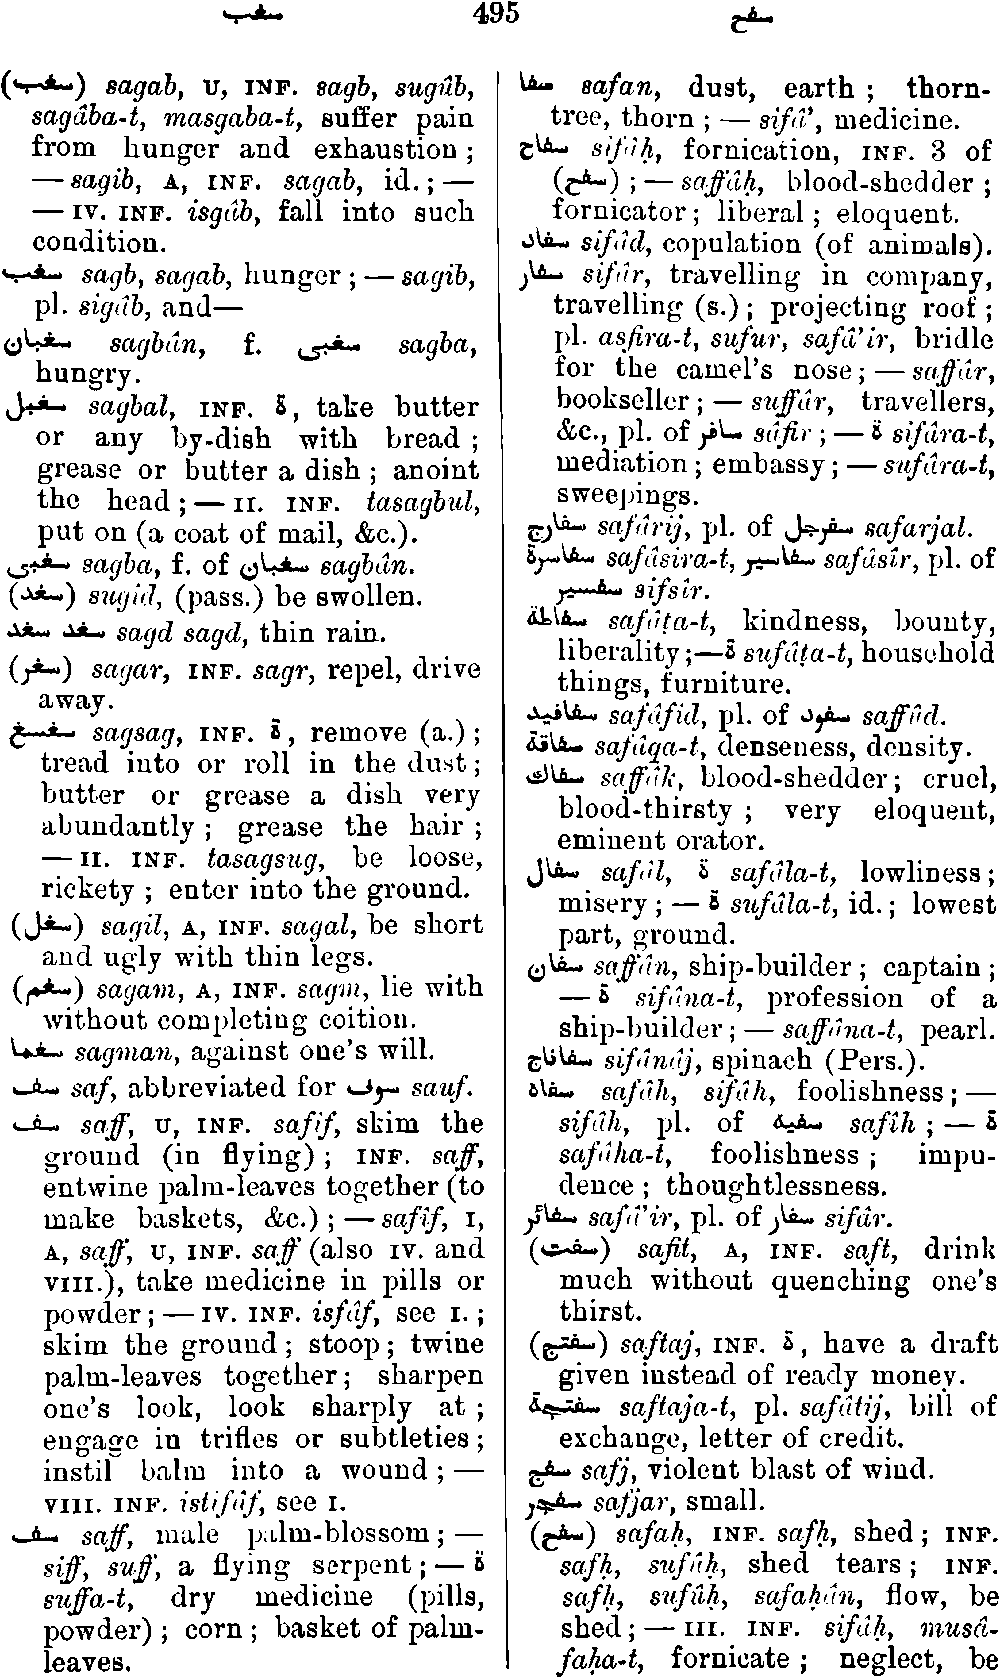 سغب 495 سفح
(سغب) sagab, U, INF. sagb, sugûb,
sagâba-t, masgaba-t, suffer pain
from hunger and exhaustion;
— sagib, A, INF. sagab, id.; —
— IV. INF. isgâb, fall into such
condition.
سغب sagb, sagab, hunger; — sagib,
pl. sigâb, and—
سغبان sagbân, f. سغبى sagba,
hungry.
سغبل sagbal, INF. ة, take butter
or any by-dish with bread;
grease or butter a dish; anoint
the head; — II. INF. tasagbul,
put on (a coat of mail, &c.).
سغبى sagba, f. of سغبان sagbân.
(سغد) sugid, (pass.) be swollen.
سغد سغد sagd sagd, thin rain.
(سغر) sagar, INF. sagr, repel, drive
away.
سغسغ sagsag, INF. ة, remove (a.);
tread into or roll in the dust;
butter or grease a dish very
abundantly; grease the hair;
— II. INF. tasagsug, be loose,
rickety; enter into the ground.
(سغل) sagil, A, INF. sagal, be short
and ugly with thin legs.
(سغم) sagam, A, INF. sagm, lie with
without completing coition.
سغما sagman, against one's will.
سف saf, abbreviated for سوف sauf.
سف saff, U, INF. safîf, skim the
ground (in flying); INF. saff,
entwine palm-leaves together (to
make baskets, &c.); — safîf, I,
A, saff, U, INF. saff (also IV. and
VIII.), take medicine in pills or
powder; — IV. INF. isfâf, see I.;
skim the ground; stoop; twine
palm-leaves together; sharpen
one's look, look sharply at;
engage in trifles or subtleties;
instil balm into a wound; —
VIII. INF. istifâf, see I.
سف saff, male palm-blossom; —
siff, suff, a flying serpent; — ة
suffa-t, dry medicine (pills,
powder); corn; basket of palm-
leaves.
سفا safan, dust, earth; thorn-
tree, thorn; — sifâ', medicine.
سفاح sifâḥ, fornication, INF. 3 of
(سفح); — saffâḥ, blood-shedder;
fornicator; liberal; eloquent.
سفاد sifâd, copulation (of animals).
سفار sifâr, travelling in company,
travelling (s.); projecting roof;
pl. asfira-t, sufur, safâ'ir, bridle
for the camel's nose; — saffâr,
bookseller; — suffâr, travellers,
&c., pl. of سافر sâfir; — ة sifâra-t,
mediation; embassy; — sufâra-t,
sweepings.
سفارج safârij, pl. of سفرجل safarjal.
سفاسرة safâsira-t, سفاسير safâsîr, pl. of
سفسير sifsîr.
سفاطة safâṭa-t, kindness, bounty,
liberality;—ة sufâṭa-t, household
things, furniture.
سفافيد safâfîd, pl. of سفود saffûd.
سفاقة safâqa-t, denseness, density.
سفاك saffâk, blood-shedder; cruel,
blood-thirsty; very eloquent,
eminent orator.
سفال safâl, ة safâla-t, lowliness;
misery; — ة sufâla-t, id.; lowest
part, ground.
سفان saffân, ship-builder; captain;
— ة sifâna-t, profession of a
ship-builder; — saffâna-t, pearl.
سفاناج sifânâj, spinach (Pers.).
سفاه safâh, sifâh, foolishness; —
sifâh, pl. of سفيه safîh; — ة
safâha-t, foolishness; impu-
dence; thoughtlessness.
سفائر safâ'ir, pl. of سفار sifâr.
(سفت) safit, A, INF. saft, drink
much without quenching one's
thirst.
(سفتج) saftaj, INF. ة, have a draft
given instead of ready money.
سفتجة saftaja-t, pl. safâtij, bill of
exchange, letter of credit.
سفج safj, violent blast of wind.
سفجر safjar, small.
(سفح) safaḥ, INF. safḥ, shed; INF.
safḥ, sufûḥ, shed tears; INF.
safḥ, sufûḥ, safaḥân, flow, be
shed; — III. INF. sifâḥ, musâ-
faḥa-t, fornicate; neglect, be